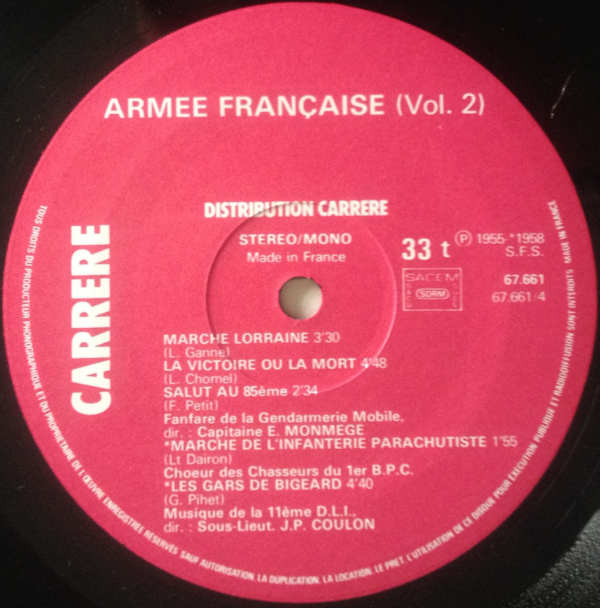 ARMEE FRANÇAISE (Vol. 2)
DISTRIBUTION CARRERE
STEREO/MONO
Made in France
33 t
Ⓟ 1955-*1958
S.F.S.
SACEM
SDRM
67.661
67.661/4
CARRERE
MARCHE LORRAINE 3'30
(L. Ganne)
LA VICTOIRE OU LA MORT 4'48
(L. Chomel)
SALUT AU 85ème 2'34
(F. Petit)
Fanfare de la Gendarmerie Mobile,
dir. : Capitaine E. MONMEGE
*MARCHE DE L'INFANTERIE PARACHUTISTE 1'55
(Lt Dairon)
Choeur des Chasseurs du 1er B.P.C.
*LES GARS DE BIGEARD 4'40
(G. Pihet)
Musique de la 11ème D.L.I.,
dir. : Sous-Lieut. J.P. COULON
TOUS DROITS DU PRODUCTEUR PHONOGRAPHIQUE ET DU PROPRIETAIRE DE L'ŒUVRE ENREGISTREE RESERVES. SAUF AUTORISATION, LA DUPLICATION, LA LOCATION, LE PRET, L'UTILISATION DE CE DISQUE POUR EXECUTION PUBLIQUE ET RADIODIFFUSION SONT INTERDITS MADE IN FRANCE